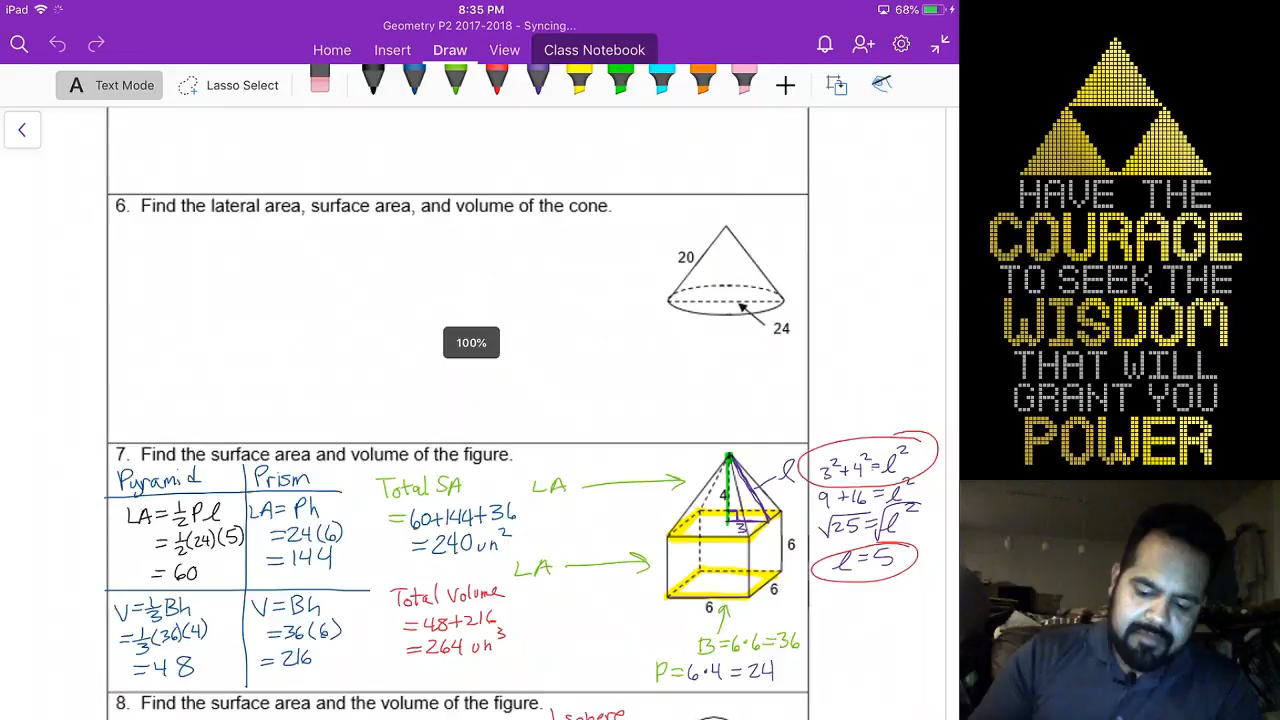 iPad
8:35 PM
68%
Geometry P2 2017-2018 - Syncing...
Home Insert Draw View Class Notebook
A Text Mode Lasso Select
6. Find the lateral area, surface area, and volume of the cone.
20
24
100%
7. Find the surface area and volume of the figure.
Pyramid
LA = ½Pl
= ½(24)(5)
= 60
Prism
LA = Ph
= 24(6)
= 144
V = ⅓Bh
= ⅓(36)(4)
= 48
V = Bh
= 36(6)
= 216
Total SA
= 60+144+36
= 240 un²
Total Volume
= 48+216
= 264 un³
LA
LA
4
3
l
6
6
6
B = 6·6 = 36
P = 6·4 = 24
3²+4² = l²
9+16 = l²
√25 = √l²
l = 5
8. Find the surface area and the volume of the figure.
1 sphere
HAVE THE
COURAGE
TO SEEK THE
WISDOM
THAT WILL
GRANT YOU
POWER